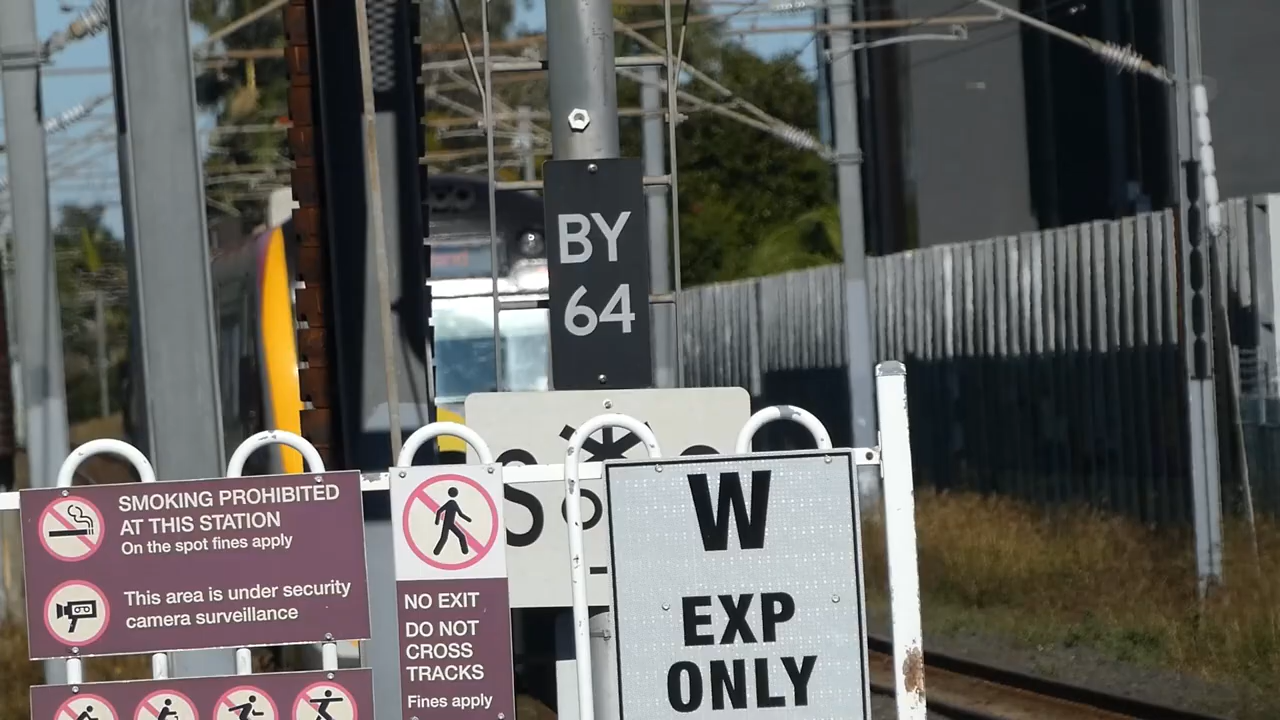 BY
64
SMOKING PROHIBITED
AT THIS STATION
On the spot fines apply
This area is under security
camera surveillance
NO EXIT
DO NOT
CROSS
TRACKS
Fines apply
W
EXP
ONLY